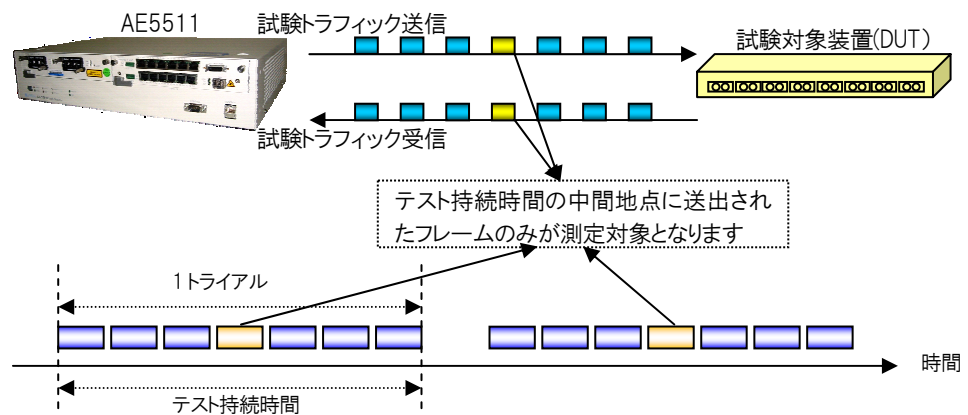 AE5511
試験トラフィック送信
試験対象装置(DUT)
試験トラフィック受信
テスト持続時間の中間地点に送出され
たフレームのみが測定対象となります
1トライアル
時間
テスト持続時間